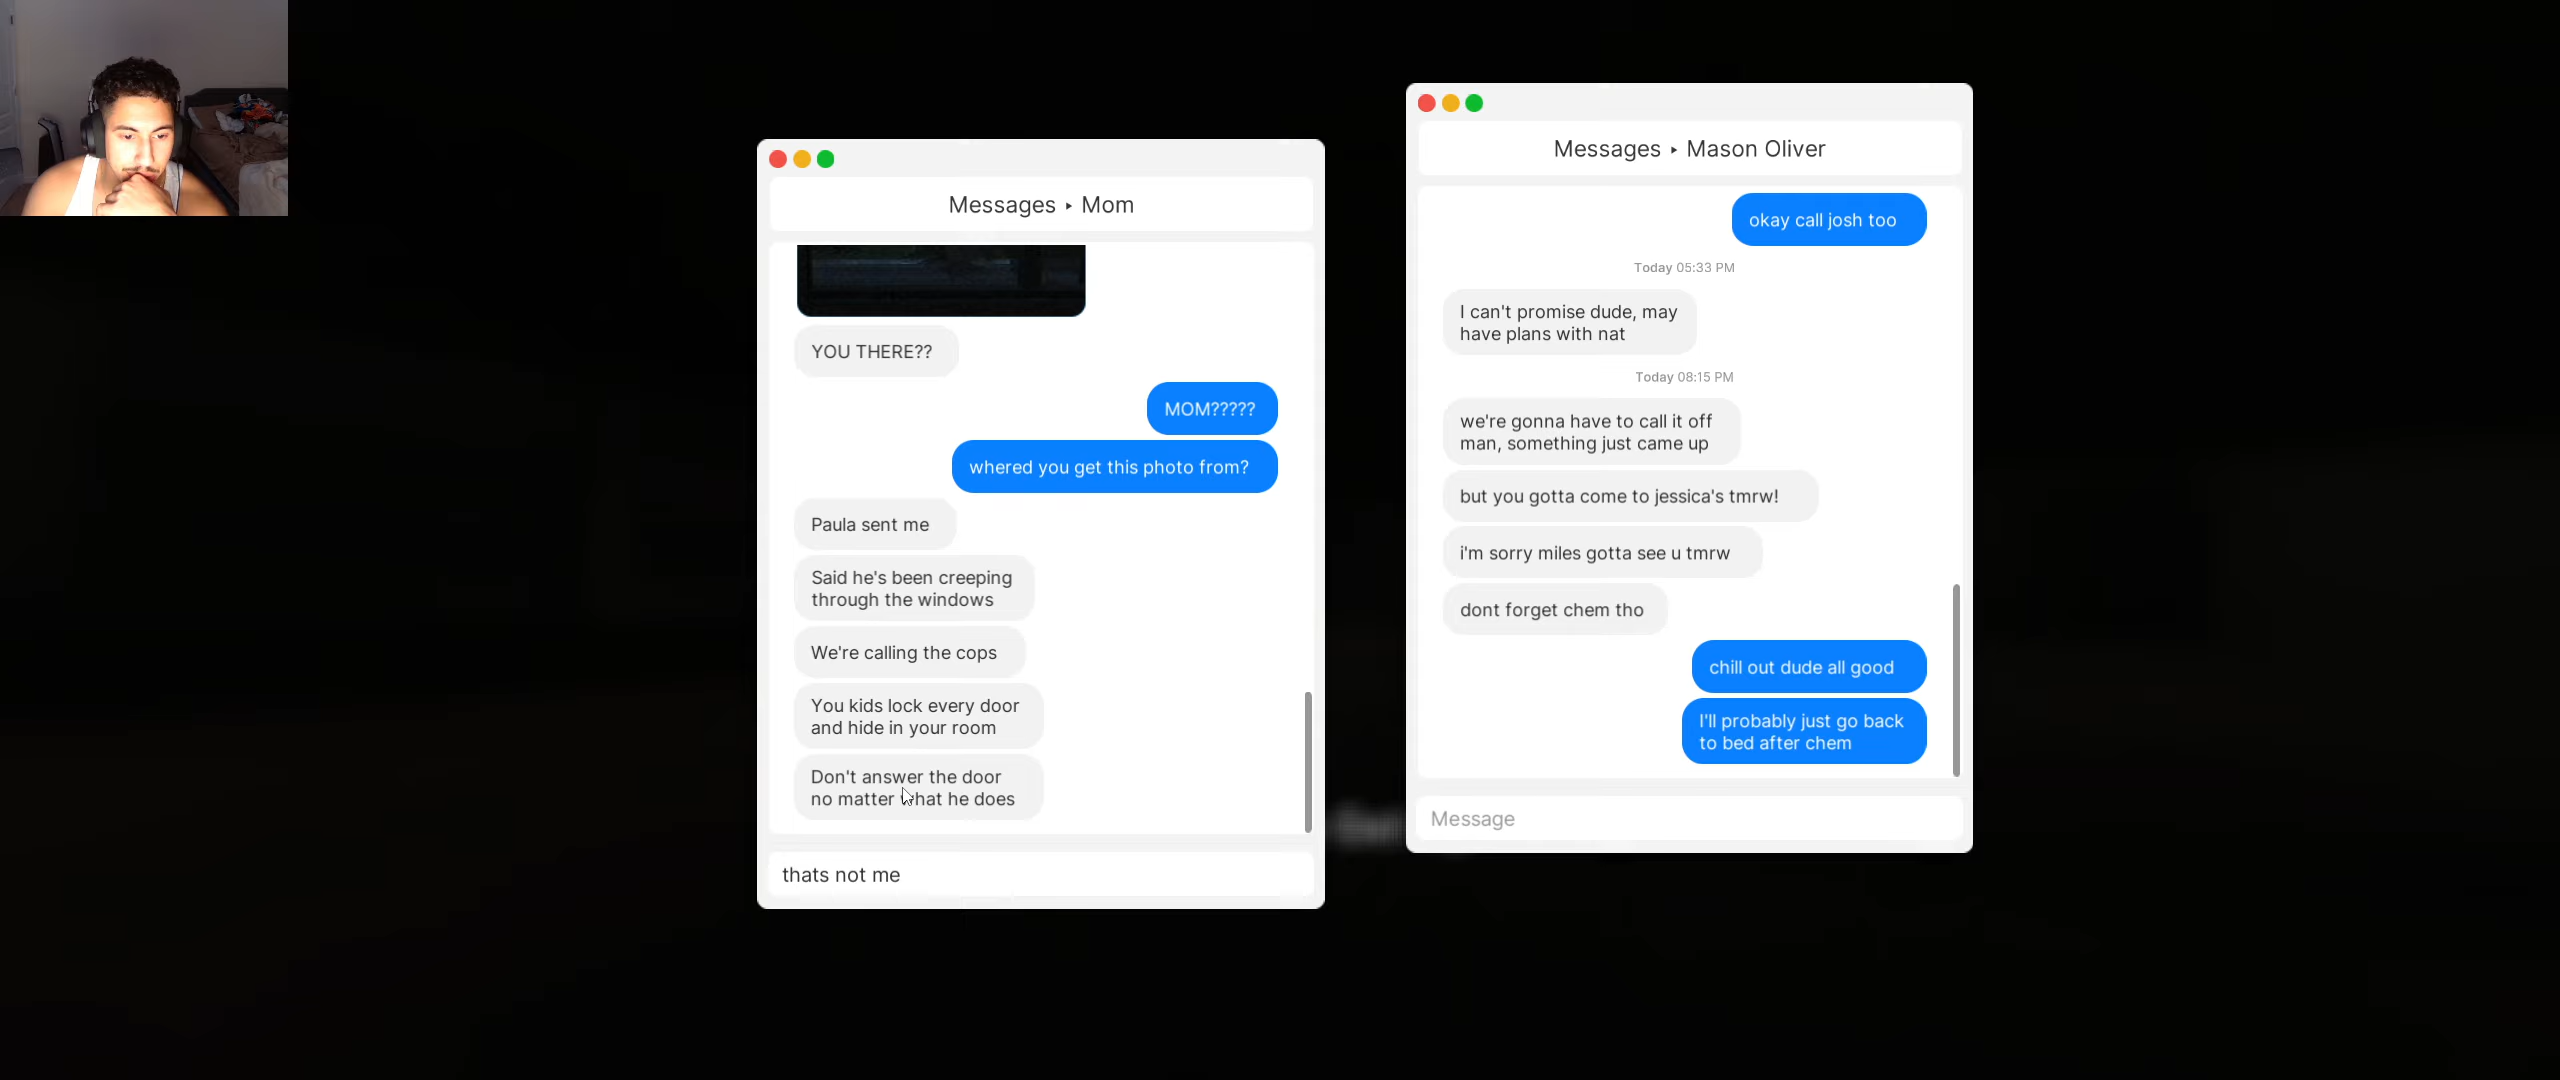 Messages ‣ Mom
YOU THERE??
MOM?????
whered you get this photo from?
Paula sent me
Said he's been creeping
through the windows
We're calling the cops
You kids lock every door
and hide in your room
Don't answer the door
no matter what he does
thats not me
Messages ‣ Mason Oliver
okay call josh too
Today 05:33 PM
I can't promise dude, may
have plans with nat
Today 08:15 PM
we're gonna have to call it off
man, something just came up
but you gotta come to jessica's tmrw!
i'm sorry miles gotta see u tmrw
dont forget chem tho
chill out dude all good
I'll probably just go back
to bed after chem
Message